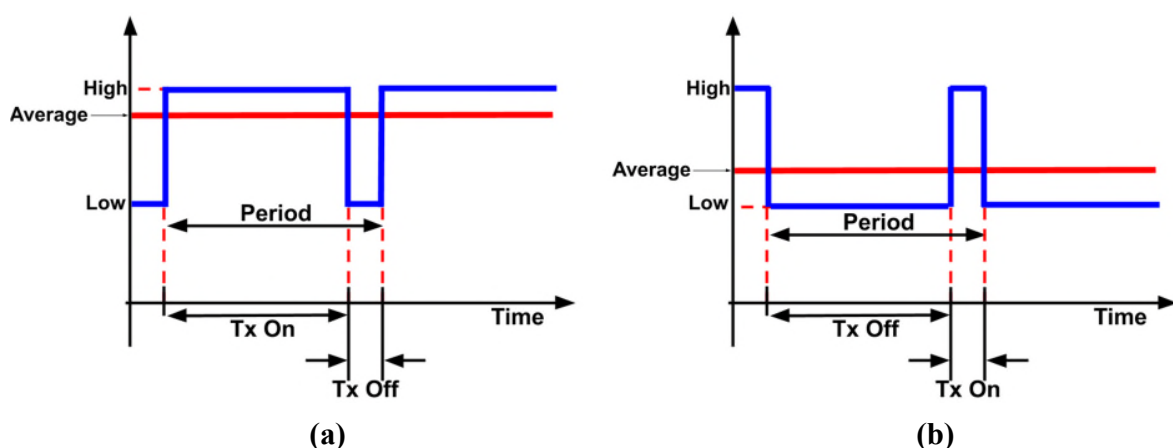 High
Average
Low
Period
Time
Tx On
Tx Off
(a)
High
Average
Low
Period
Time
Tx Off
Tx On
(b)